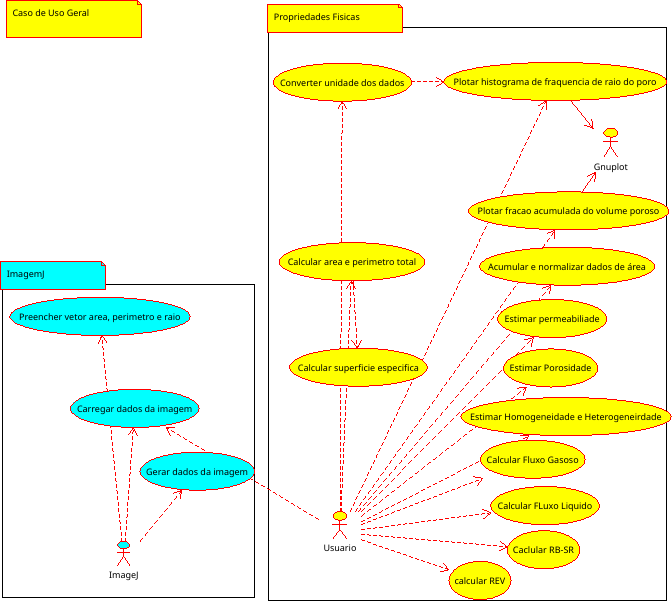 Caso de Uso Geral
Propriedades Fisicas
Converter unidade dos dados
Plotar histograma de fraquencia de raio do poro
Gnuplot
Plotar fracao acumulada do volume poroso
Calcular area e perimetro total
Acumular e normalizar dados de área
ImagemJ
Preencher vetor area, perimetro e raio
Estimar permeabiliade
Calcular superficie especifica
Estimar Porosidade
Carregar dados da imagem
Estimar Homogeneidade e Heterogeneirdade
Calcular Fluxo Gasoso
Gerar dados da imagem
Calcular FLuxo Liquido
Usuario
Caclular RB-SR
ImageJ
calcular REV